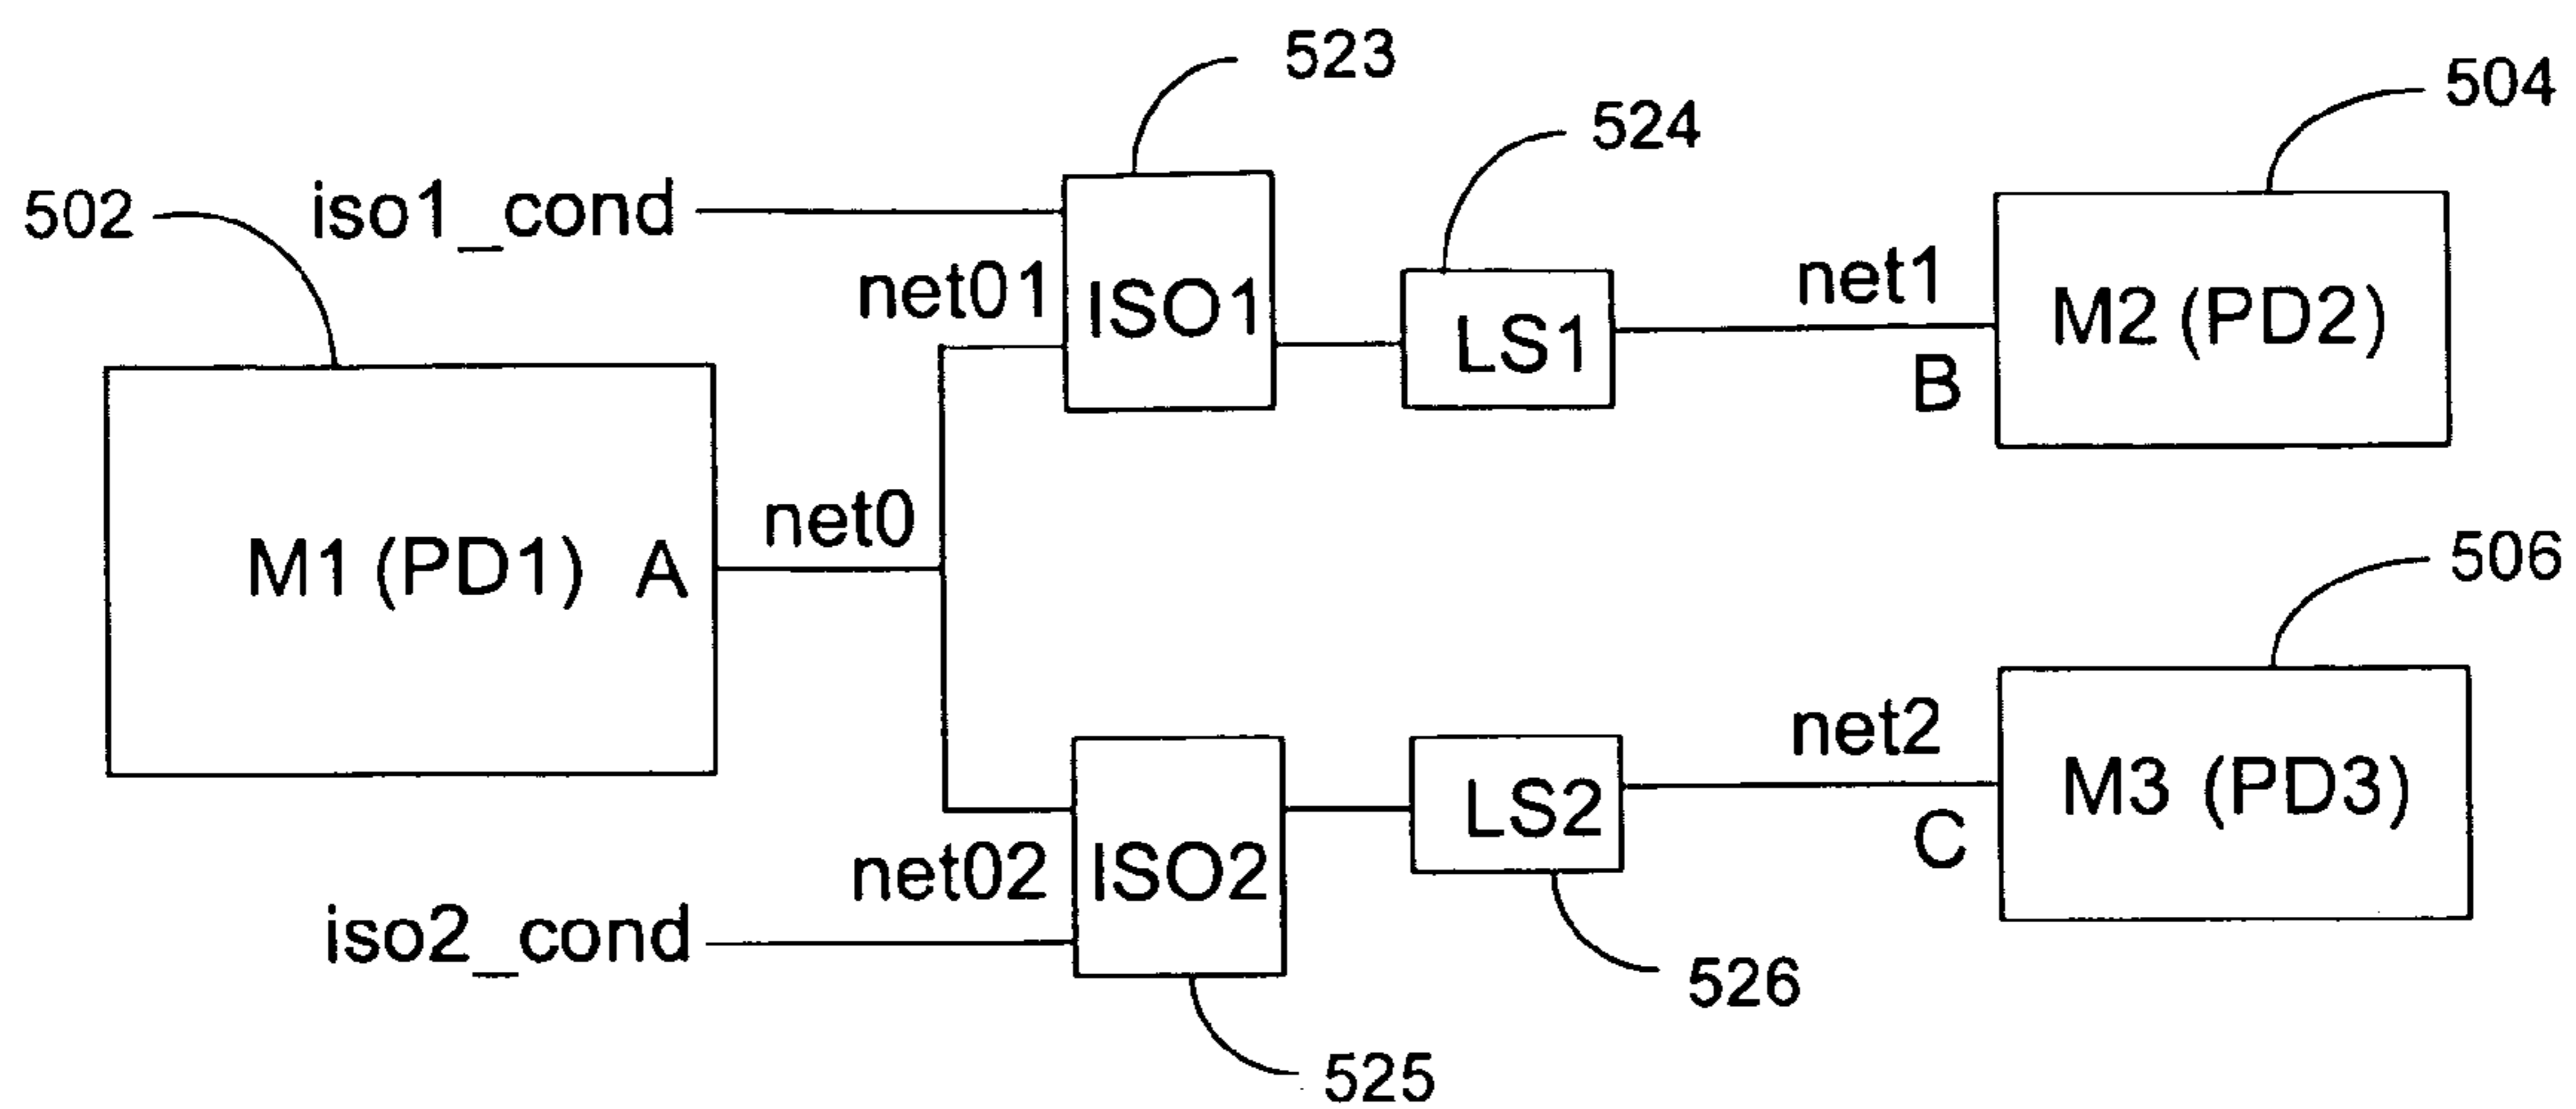 523
504
524
502
iso1_cond
net01
ISO1
LS1
net1
M2 (PD2)
B
net0
M1 (PD1)
A
506
net2
M3 (PD3)
LS2
C
net02
ISO2
iso2_cond
526
525